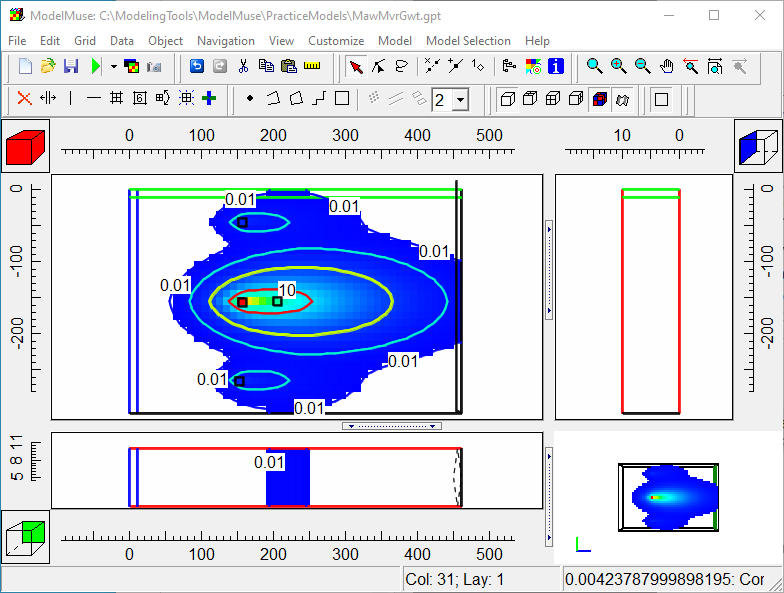 ModelMuse: C:\ModelingTools\ModelMuse\PracticeModels\MawMvrGwt.gpt
File Edit Grid Data Object Navigation View Customize Model Model Selection Help
2
0 100 200 300 400 500
10 0
0
-100
-200
0.01
0.01
0.01
0.01
10
0.01
0.01
0.01
0
-100
-200
5 8 11
0.01
0 100 200 300 400 500
Col: 31; Lay: 1
0.00423787999898195: Cor